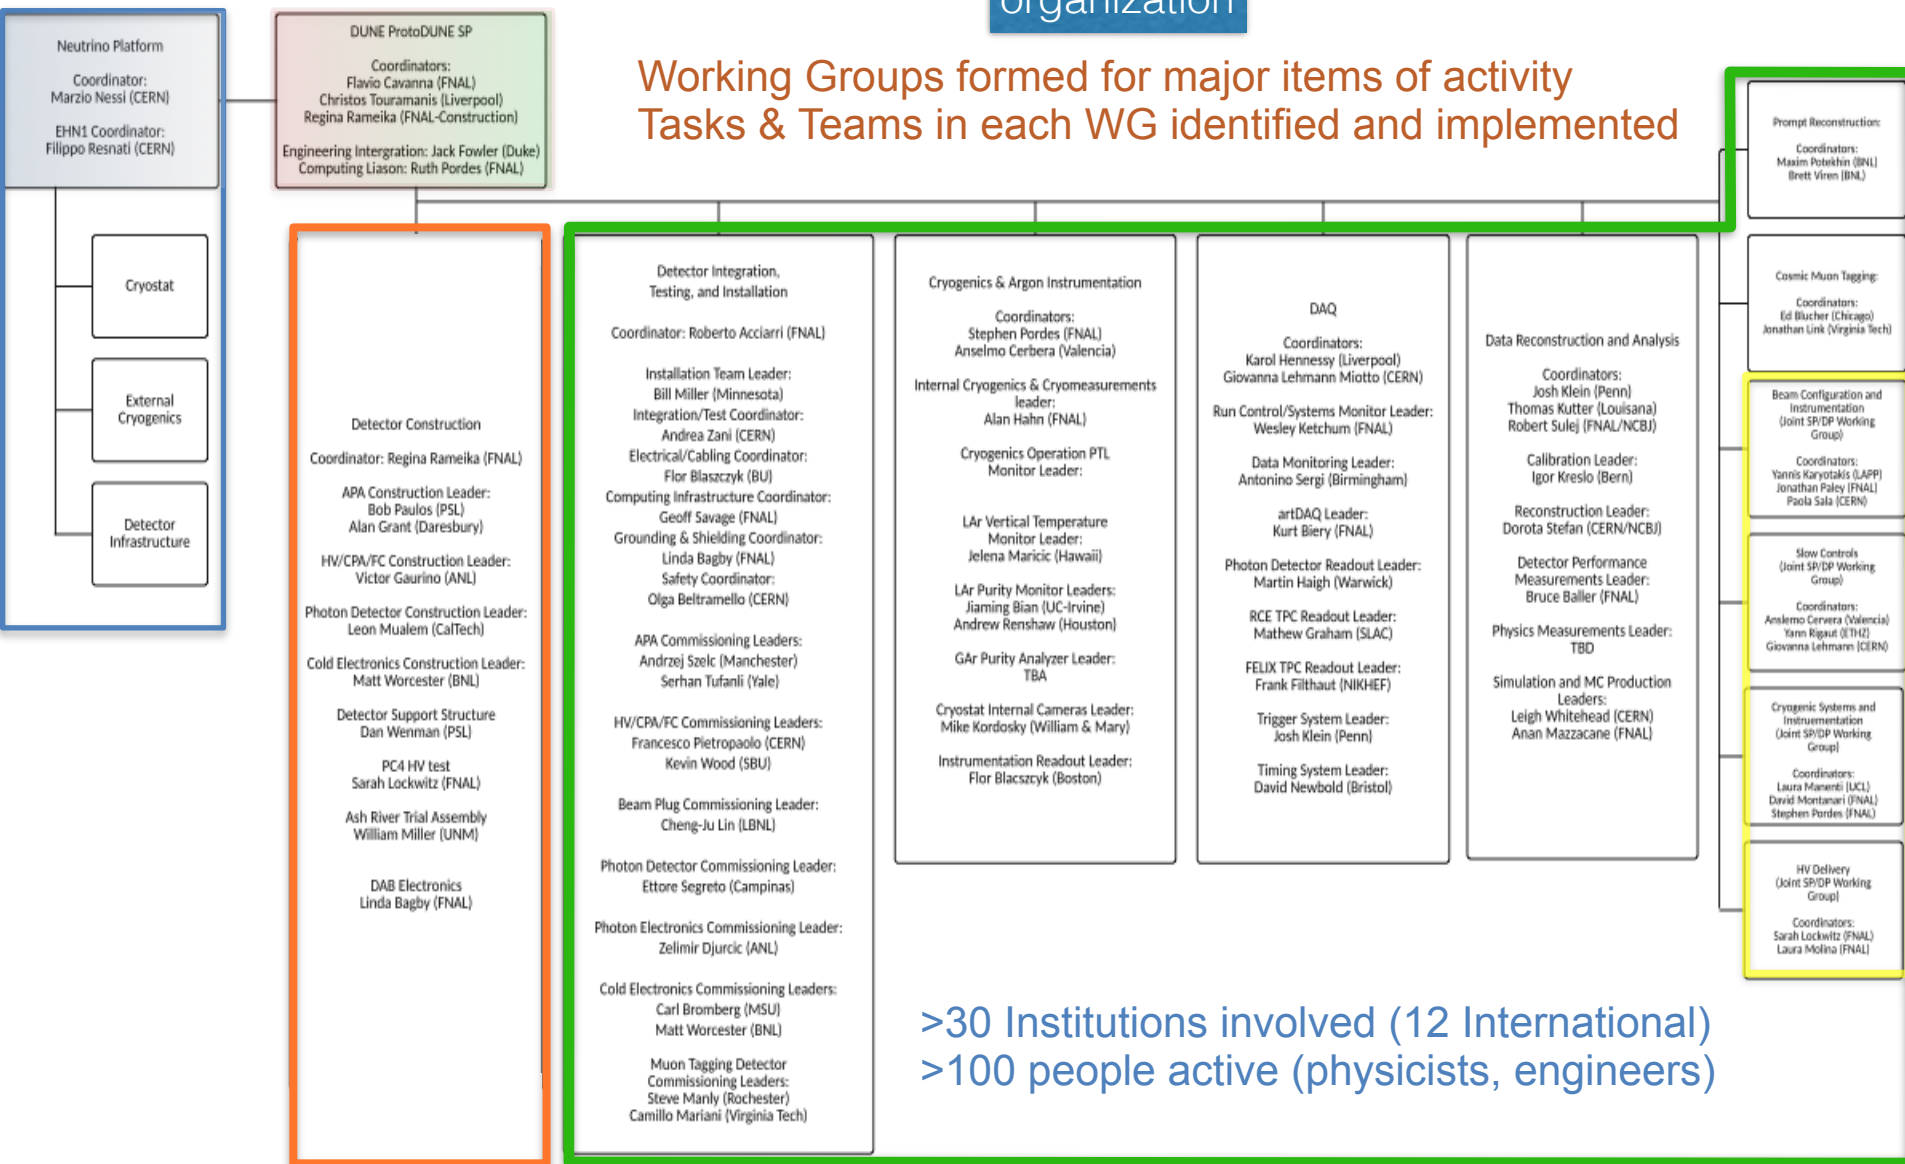 organization
Working Groups formed for major items of activity
Tasks & Teams in each WG identified and implemented
Neutrino Platform
Coordinator:
Marzio Nessi (CERN)
EHN1 Coordinator:
Filippo Resnati (CERN)
Cryostat
External
Cryogenics
Detector
Infrastructure
DUNE ProtoDUNE SP
Coordinators:
Flavio Cavanna (FNAL)
Christos Touramanis (Liverpool)
Regina Rameika (FNAL-Construction)
Engineering Intergration: Jack Fowler (Duke)
Computing Liason: Ruth Pordes (FNAL)
Detector Construction
Coordinator: Regina Rameika (FNAL)
APA Construction Leader:
Bob Paulos (PSL)
Alan Grant (Daresbury)
HV/CPA/FC Construction Leader:
Victor Gaurino (ANL)
Photon Detector Construction Leader:
Leon Mualem (CalTech)
Cold Electronics Construction Leader:
Matt Worcester (BNL)
Detector Support Structure
Dan Wenman (PSL)
PC4 HV test
Sarah Lockwitz (FNAL)
Ash River Trial Assembly
William Miller (UNM)
DAB Electronics
Linda Bagby (FNAL)
Detector Integration,
Testing, and Installation
Coordinator: Roberto Acciarri (FNAL)
Installation Team Leader:
Bill Miller (Minnesota)
Integration/Test Coordinator:
Andrea Zani (CERN)
Electrical/Cabling Coordinator:
Flor Blaszczyk (BU)
Computing Infrastructure Coordinator:
Geoff Savage (FNAL)
Grounding & Shielding Coordinator:
Linda Bagby (FNAL)
Safety Coordinator:
Olga Beltramello (CERN)
APA Commissioning Leaders:
Andrzej Szelc (Manchester)
Serhan Tufanli (Yale)
HV/CPA/FC Commissioning Leaders:
Francesco Pietropaolo (CERN)
Kevin Wood (SBU)
Beam Plug Commissioning Leader:
Cheng-Ju Lin (LBNL)
Photon Detector Commissioning Leader:
Ettore Segreto (Campinas)
Photon Electronics Commissioning Leader:
Zelimir Djurcic (ANL)
Cold Electronics Commissioning Leaders:
Carl Bromberg (MSU)
Matt Worcester (BNL)
Muon Tagging Detector
Commissioning Leaders:
Steve Manly (Rochester)
Camillo Mariani (Virginia Tech)
Cryogenics & Argon Instrumentation
Coordinators:
Stephen Pordes (FNAL)
Anselmo Cerbera (Valencia)
Internal Cryogenics & Cryomeasurements
leader:
Alan Hahn (FNAL)
Cryogenics Operation PTL
Monitor Leader:
LAr Vertical Temperature
Monitor Leader:
Jelena Maricic (Hawaii)
LAr Purity Monitor Leaders:
Jiaming Bian (UC-Irvine)
Andrew Renshaw (Houston)
GAr Purity Analyzer Leader:
TBA
Cryostat Internal Cameras Leader:
Mike Kordosky (William & Mary)
Instrumentation Readout Leader:
Flor Blacszcyk (Boston)
DAQ
Coordinators:
Karol Hennessy (Liverpool)
Giovanna Lehmann Miotto (CERN)
Run Control/Systems Monitor Leader:
Wesley Ketchum (FNAL)
Data Monitoring Leader:
Antonino Sergi (Birmingham)
artDAQ Leader:
Kurt Biery (FNAL)
Photon Detector Readout Leader:
Martin Haigh (Warwick)
RCE TPC Readout Leader:
Mathew Graham (SLAC)
FELIX TPC Readout Leader:
Frank Filthaut (NIKHEF)
Trigger System Leader:
Josh Klein (Penn)
Timing System Leader:
David Newbold (Bristol)
Data Reconstruction and Analysis
Coordinators:
Josh Klein (Penn)
Thomas Kutter (Louisana)
Robert Sulej (FNAL/NCBJ)
Calibration Leader:
Igor Kreslo (Bern)
Reconstruction Leader:
Dorota Stefan (CERN/NCBJ)
Detector Performance
Measurements Leader:
Bruce Baller (FNAL)
Physics Measurements Leader:
TBD
Simulation and MC Production
Leaders:
Leigh Whitehead (CERN)
Anan Mazzacane (FNAL)
Prompt Reconstruction:
Coordinators:
Maxim Potekhin (BNL)
Brett Viren (BNL)
Cosmic Muon Tagging:
Coordinators:
Ed Blucher (Chicago)
Jonathan Link (Virginia Tech)
Beam Configuration and
Instrumentation
(Joint SP/DP Working
Group)
Coordinators:
Yannis Karyotakis (LAPP)
Jonathan Paley (FNAL)
Paola Sala (CERN)
Slow Controls
(Joint SP/DP Working
Group)
Coordinators:
Anslemo Cervera (Valencia)
Yann Rigaut (ETHZ)
Giovanna Lehmann (CERN)
Cryogenic Systems and
Instruementation
(Joint SP/DP Working
Group)
Coordinators:
Laura Manenti (UCL)
David Montanari (FNAL)
Stephen Pordes (FNAL)
HV Delivery
(Joint SP/DP Working
Group)
Coordinators:
Sarah Lockwitz (FNAL)
Laura Molina (FNAL)
>30 Institutions involved (12 International)
>100 people active (physicists, engineers)